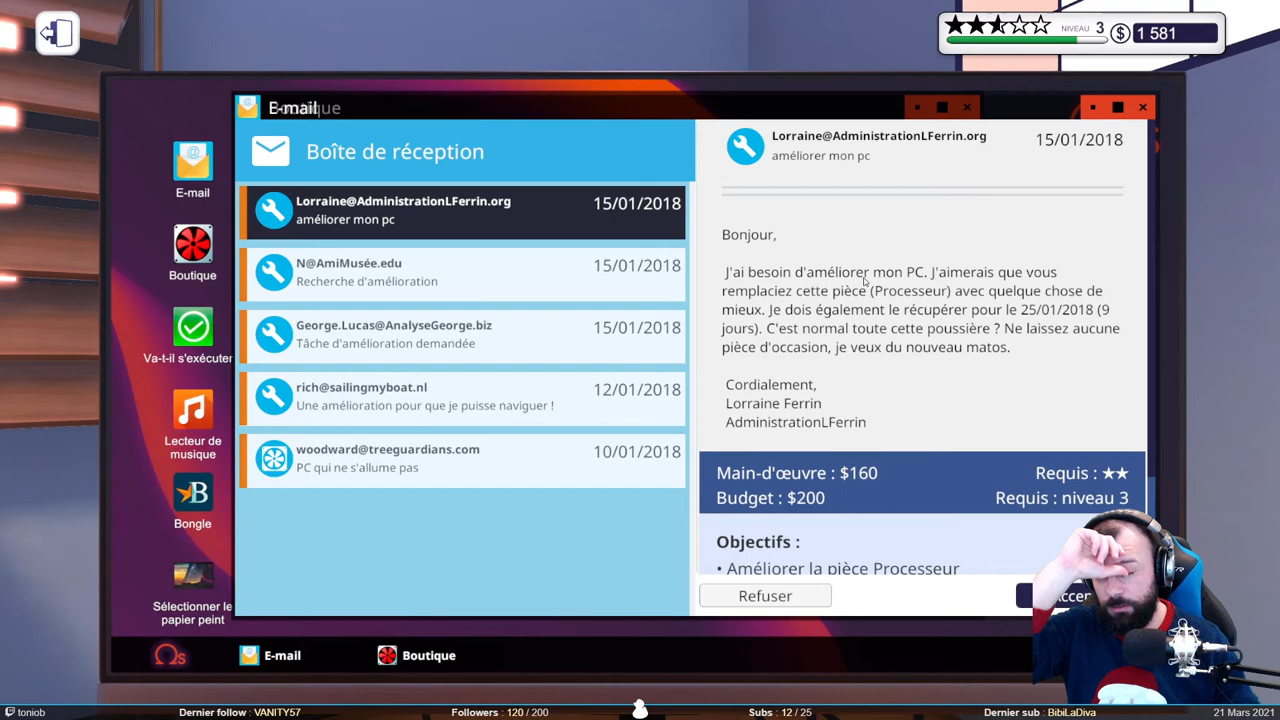 NIVEAU 3 $ 1 581
E-mail
Boîte de réception
Lorraine@AdministrationLFerrin.org 15/01/2018
améliorer mon pc
N@AmiMusée.edu 15/01/2018
Recherche d'amélioration
George.Lucas@AnalyseGeorge.biz 15/01/2018
Tâche d'amélioration demandée
rich@sailingmyboat.nl 12/01/2018
Une amélioration pour que je puisse naviguer !
woodward@treeguardians.com 10/01/2018
PC qui ne s'allume pas
Lorraine@AdministrationLFerrin.org 15/01/2018
améliorer mon pc
Bonjour,
J'ai besoin d'améliorer mon PC. J'aimerais que vous
remplaciez cette pièce (Processeur) avec quelque chose de
mieux. Je dois également le récupérer pour le 25/01/2018 (9
jours). C'est normal toute cette poussière ? Ne laissez aucune
pièce d'occasion, je veux du nouveau matos.
Cordialement,
Lorraine Ferrin
AdministrationLFerrin
Main-d'œuvre : $160 Requis : ★★
Budget : $200 Requis : niveau 3
Objectifs :
• Améliorer la pièce Processeur
Refuser
E-mail
Boutique
Va-t-il s'exécuter
Lecteur de
musique
Bongle
Sélectionner le
papier peint
Ωs E-mail Boutique
toniob Dernier follow : VANITY57 Followers : 120 / 200 Subs : 12 / 25 Dernier sub : BibiLaDiva 21 Mars 2021